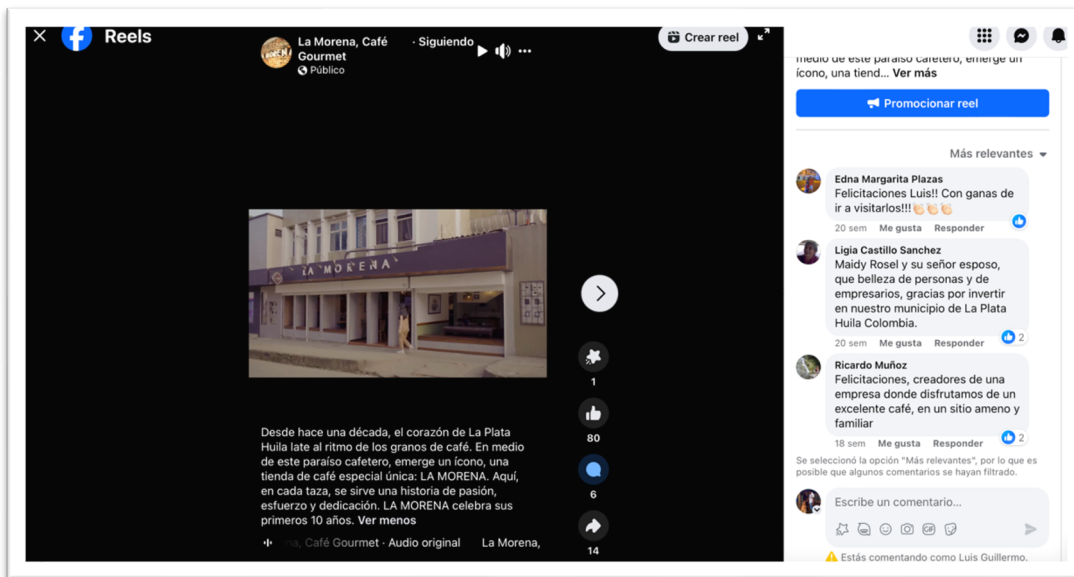 Reels
La Morena, Café
Gourmet
· Siguiendo
Público
Crear reel
LA MORENA
Desde hace una década, el corazón de La Plata
Huila late al ritmo de los granos de café. En medio
de este paraíso cafetero, emerge un ícono, una
tienda de café especial única: LA MORENA. Aquí,
en cada taza, se sirve una historia de pasión,
esfuerzo y dedicación. LA MORENA celebra sus
primeros 10 años. Ver menos
na, Café Gourmet · Audio original La Morena,
1
80
6
14
medio de este paraíso cafetero, emerge un
ícono, una tiend... Ver más
Promocionar reel
Más relevantes
Edna Margarita Plazas
Felicitaciones Luis!! Con ganas de
ir a visitarlos!!!👏🏻👏🏻👏🏻
20 sem Me gusta Responder
Ligia Castillo Sanchez
Maidy Rosel y su señor esposo,
que belleza de personas y de
empresarios, gracias por invertir
en nuestro municipio de La Plata
Huila Colombia.
20 sem Me gusta Responder 2
Ricardo Muñoz
Felicitaciones, creadores de una
empresa donde disfrutamos de un
excelente café, en un sitio ameno y
familiar
18 sem Me gusta Responder 2
Se seleccionó la opción "Más relevantes", por lo que es
posible que algunos comentarios se hayan filtrado.
Escribe un comentario...
GIF
Estás comentando como Luis Guillermo.